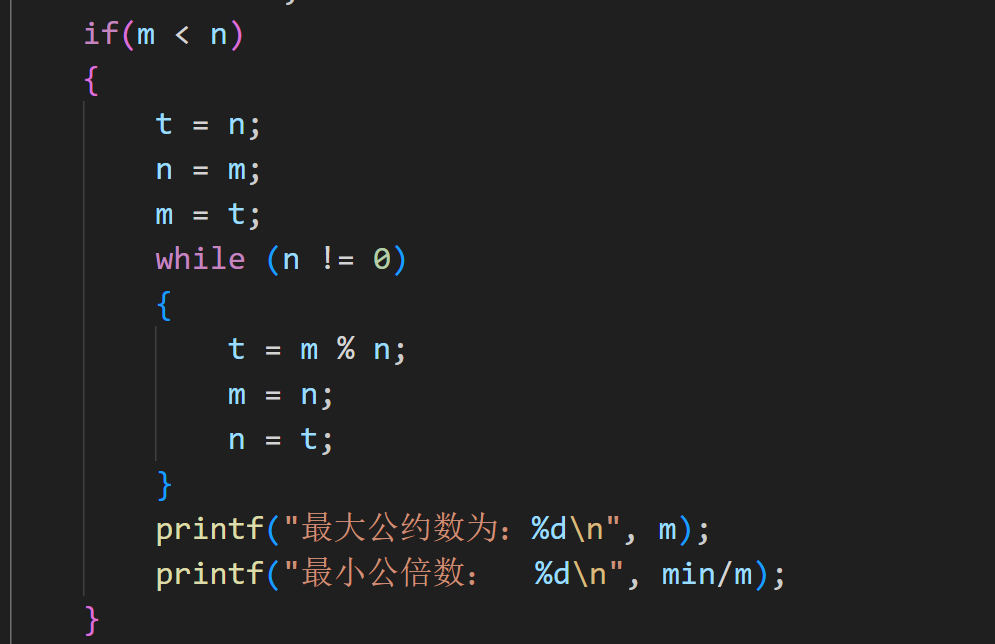 if(m < n)
{
t = n;
n = m;
m = t;
while (n != 0)
{
t = m % n;
m = n;
n = t;
}
printf("最大公约数为：%d\n", m);
printf("最小公倍数：  %d\n", min/m);
}